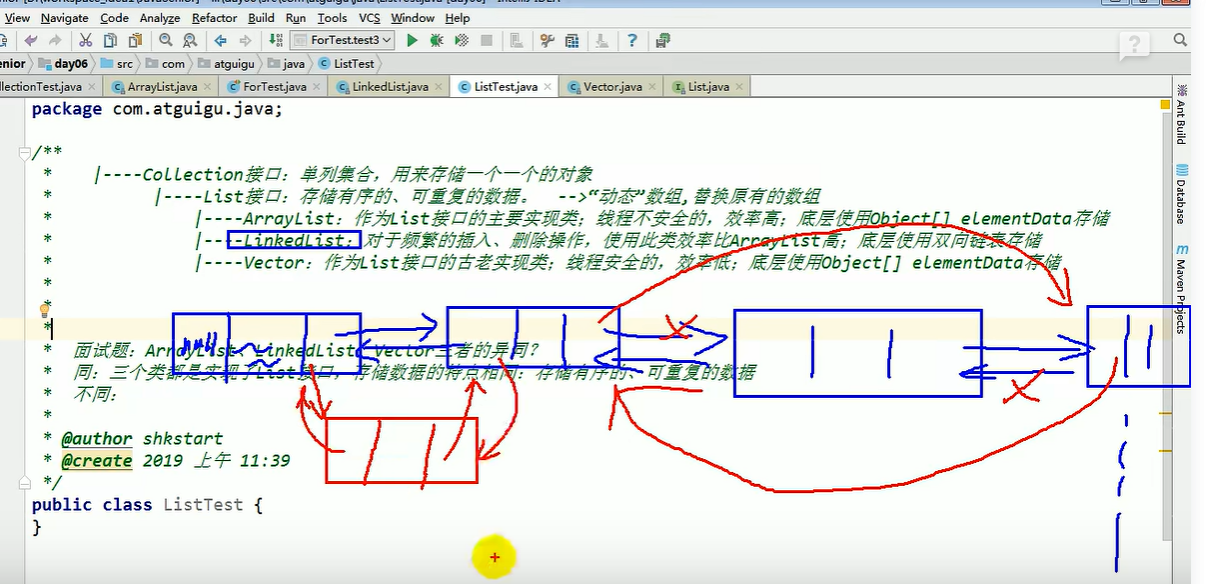 View Navigate Code Analyze Refactor Build Run Tools VCS Window Help
ForTest.test3
enior day06 src com atguigu java ListTest
llectionTest.java ArrayList.java ForTest.java LinkedList.java ListTest.java Vector.java List.java
Ant Build
Database
Maven Projects
package com.atguigu.java;
/**
* |----Collection接口：单列集合，用来存储一个一个的对象
* |----List接口：存储有序的、可重复的数据。 -->“动态”数组,替换原有的数组
* |----ArrayList：作为List接口的主要实现类；线程不安全的，效率高；底层使用Object[] elementData存储
* |----LinkedList：对于频繁的插入、删除操作，使用此类效率比ArrayList高；底层使用双向链表存储
* |----Vector：作为List接口的古老实现类；线程安全的，效率低；底层使用Object[] elementData存储
*
*
*
null
* 面试题：ArrayList、LinkedList、Vector三者的异同？
* 同：三个类都是实现了List接口，存储数据的特点相同：存储有序的、可重复的数据
* 不同：
*
* @author shkstart
* @create 2019 上午 11:39
*/
public class ListTest {
}